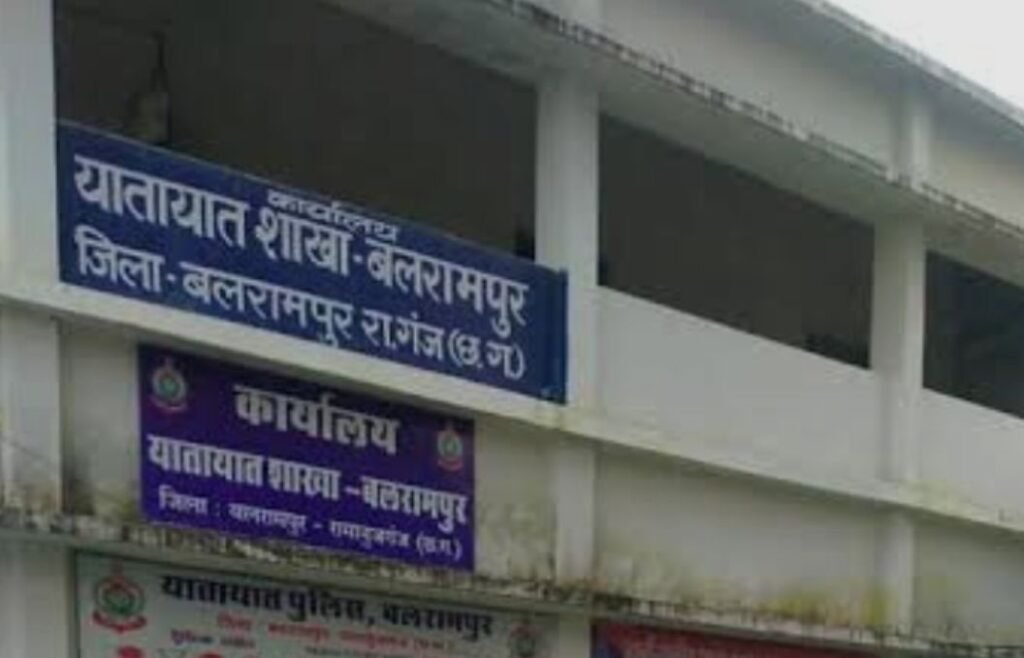 कार्यालय
यातायात शाखा-बलरामपुर
जिला-बलरामपुर रा.गंज (छ.ग)
कार्यालय
यातायात शाखा-बलरामपुर
जिला : बलरामपुर - रामानुजगंज (छ.ग.)
यातायात पुलिस, बलरामपुर
जिला